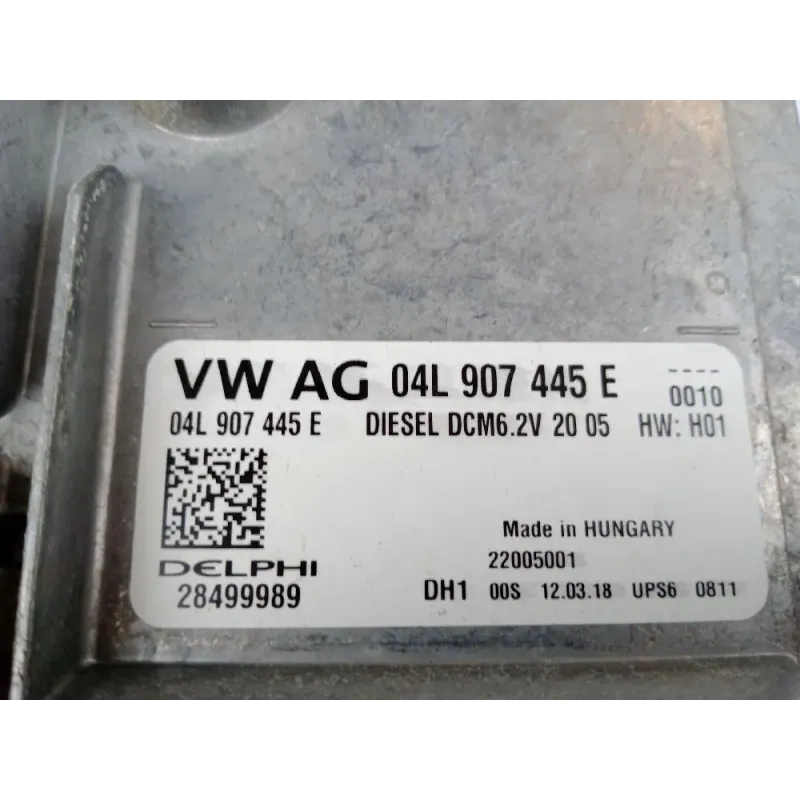 VW AG 04L 907 445 E ----
0010
04L 907 445 E DIESEL DCM6.2V 20 05 HW: H01
Made in HUNGARY
DELPHI 22005001
28499989 DH1 00S 12.03.18 UPS6 0811